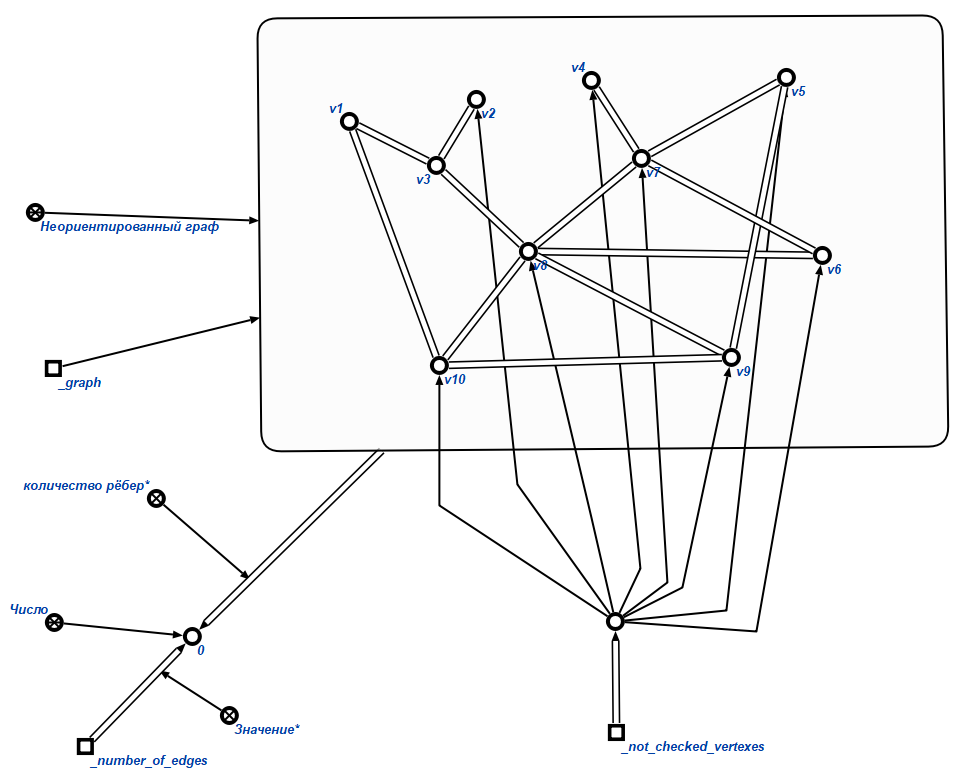 v4
v5
v1
v2
v3
v7
Неориентированный граф
v8
v6
_graph
v10
v9
количество рёбер*
Число
0
Значение*
_number_of_edges
_not_checked_vertexes